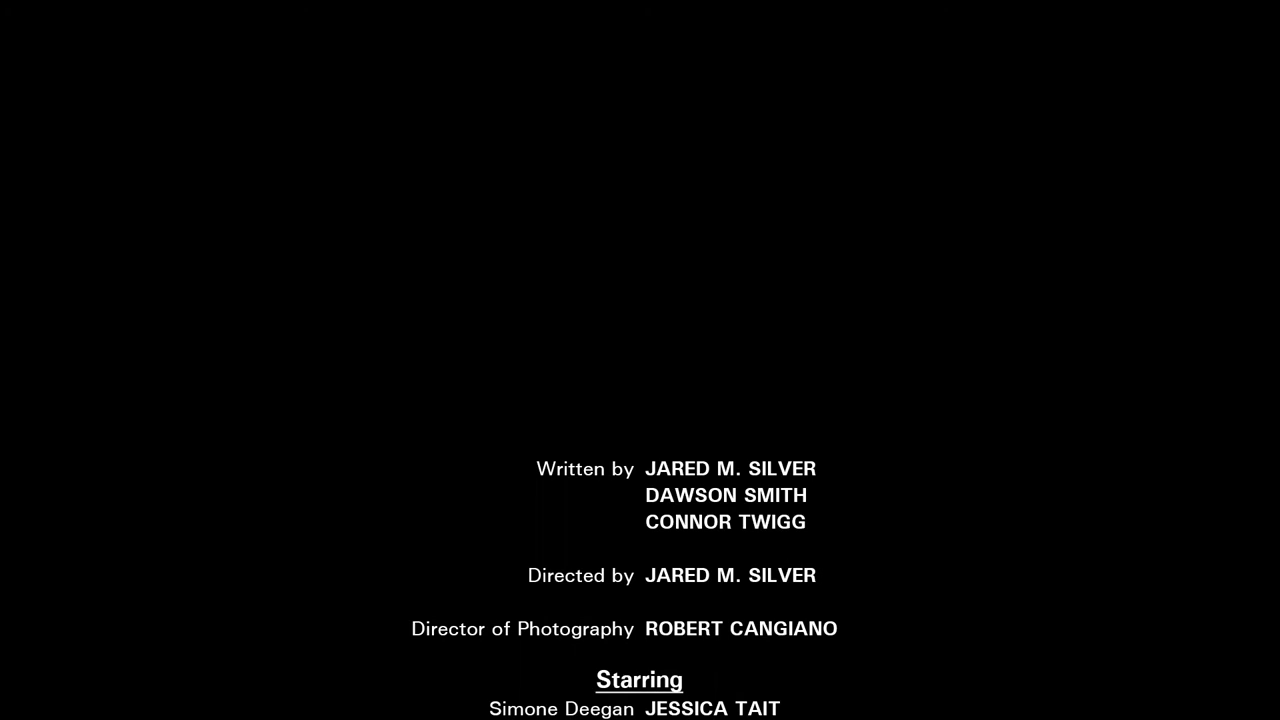 Written by JARED M. SILVER
DAWSON SMITH
CONNOR TWIGG
Directed by JARED M. SILVER
Director of Photography ROBERT CANGIANO
Starring
Simone Deegan JESSICA TAIT